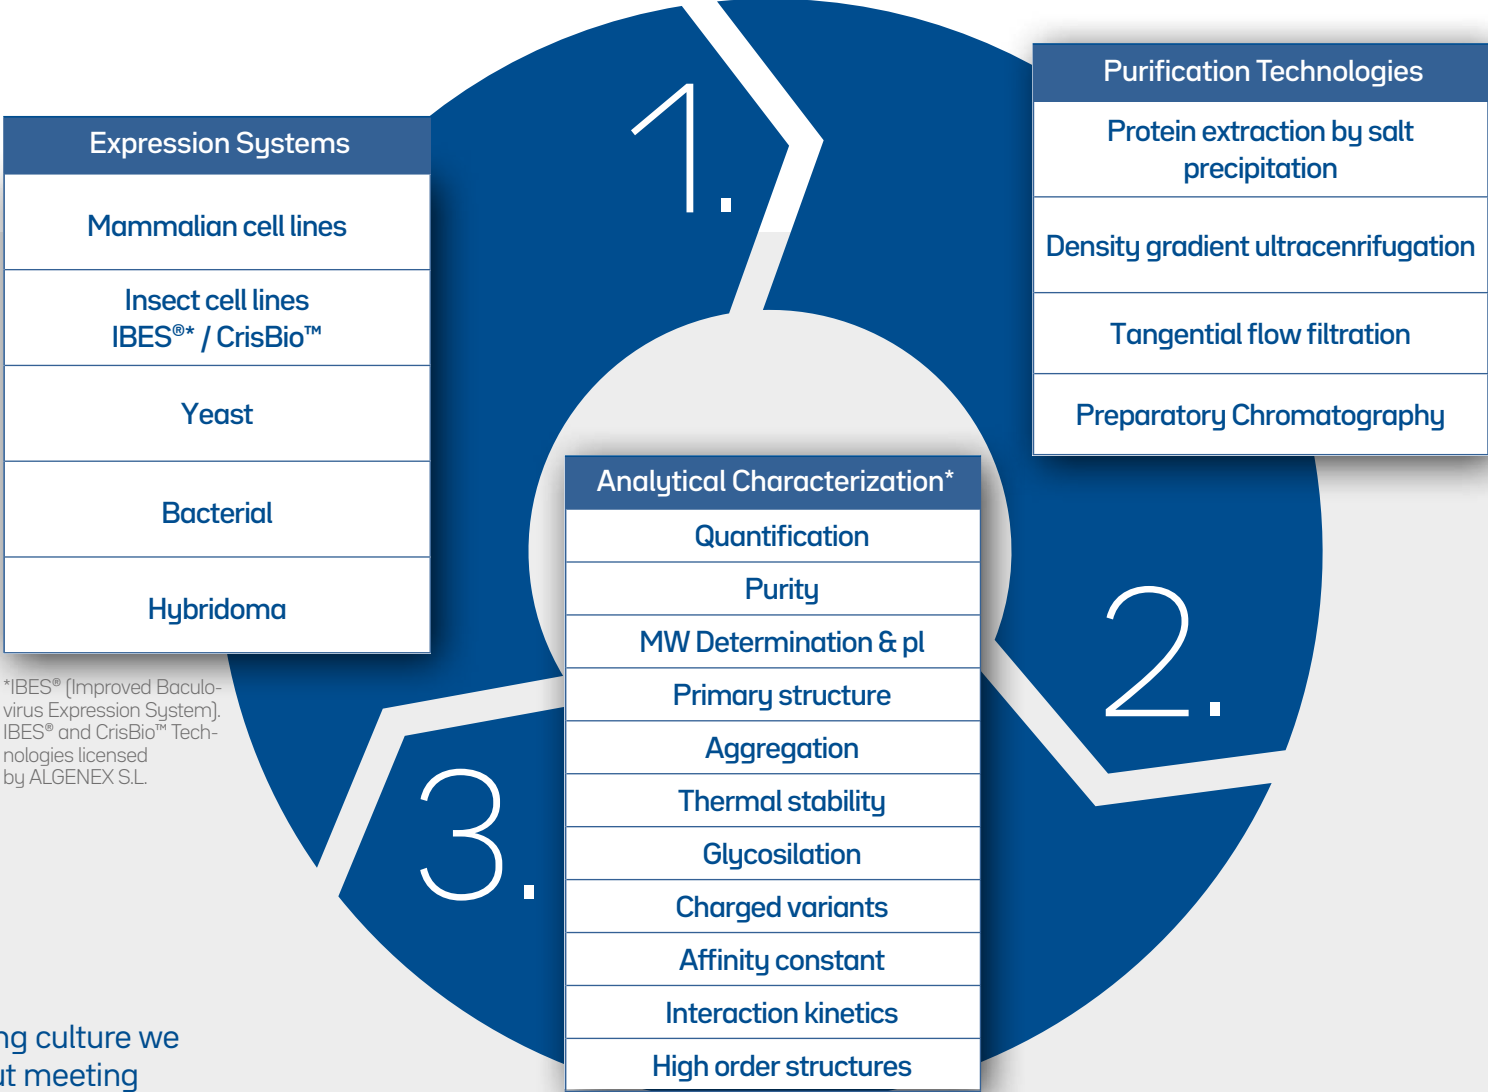 1.
Expression Systems
Mammalian cell lines
Insect cell lines
IBES®* / CrisBio™
Yeast
Bacterial
Hybridoma
*IBES® (Improved Baculo-
virus Expression System).
IBES® and CrisBio™ Tech-
nologies licensed
by ALGENEX S.L.
Purification Technologies
Protein extraction by salt
precipitation
Density gradient ultracenrifugation
Tangential flow filtration
Preparatory Chromatography
2.
3.
Analytical Characterization*
Quantification
Purity
MW Determination & pl
Primary structure
Aggregation
Thermal stability
Glycosilation
Charged variants
Affinity constant
Interaction kinetics
High order structures
ng culture we
ut meeting